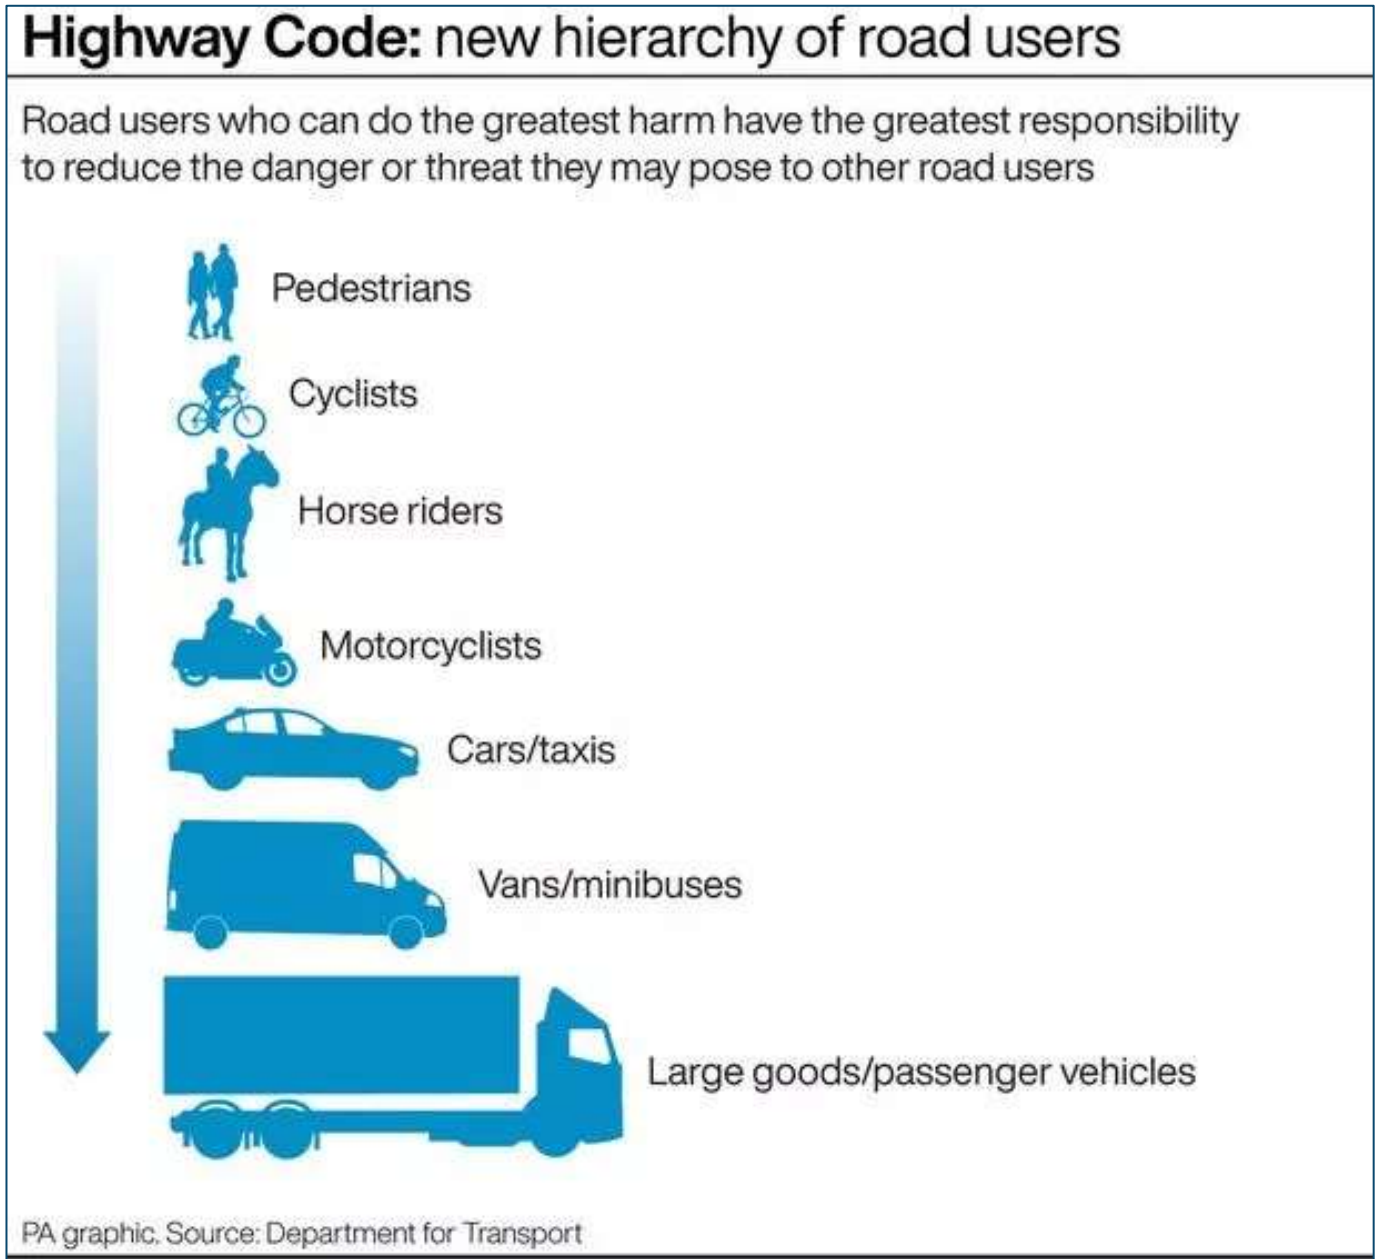 Highway Code: new hierarchy of road users
Road users who can do the greatest harm have the greatest responsibility
to reduce the danger or threat they may pose to other road users
Pedestrians
Cyclists
Horse riders
Motorcyclists
Cars/taxis
Vans/minibuses
Large goods/passenger vehicles
PA graphic. Source: Department for Transport